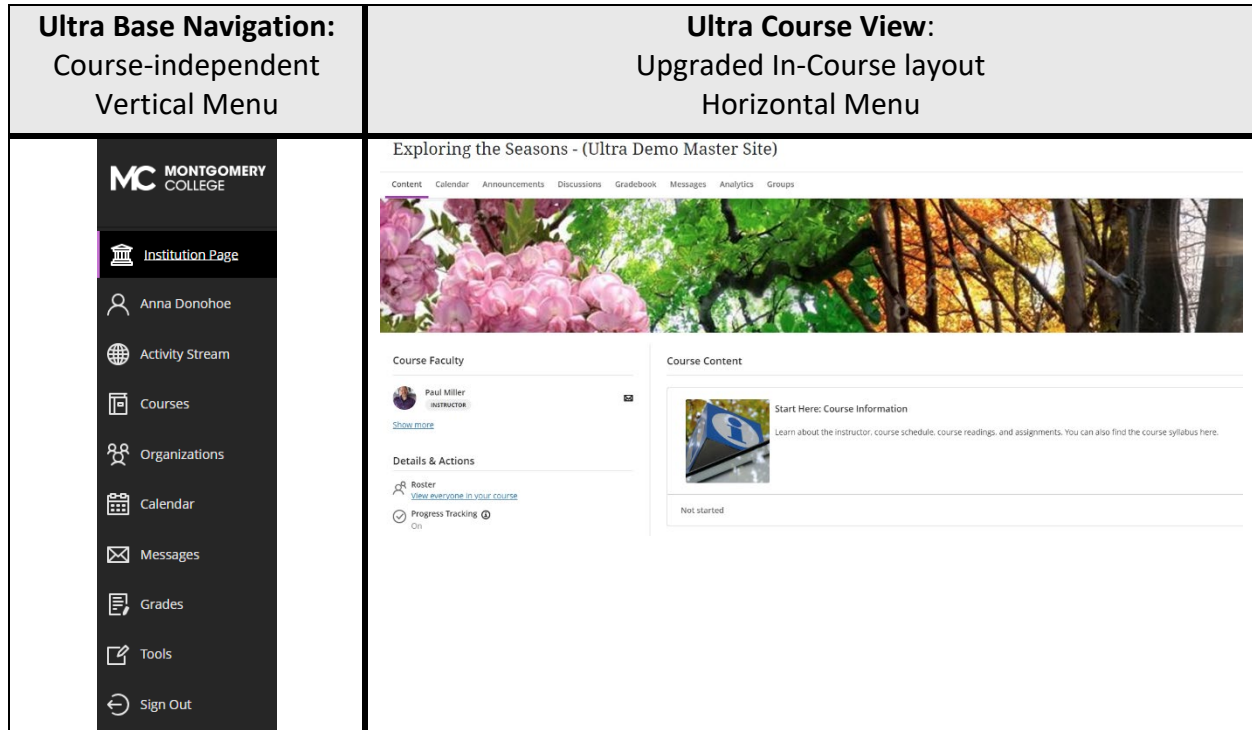 Ultra Base Navigation:
Course-independent
Vertical Menu
Ultra Course View:
Upgraded In-Course layout
Horizontal Menu
MC MONTGOMERY
COLLEGE
Institution Page
Anna Donohoe
Activity Stream
Courses
Organizations
Calendar
Messages
Grades
Tools
Sign Out
Exploring the Seasons - (Ultra Demo Master Site)
Content Calendar Announcements Discussions Gradebook Messages Analytics Groups
Course Faculty
Paul Miller
INSTRUCTOR
Show more
Details & Actions
Roster
View everyone in your course
Progress Tracking
On
Course Content
Start Here: Course Information
Learn about the instructor, course schedule, course readings, and assignments. You can also find the course syllabus here.
Not started